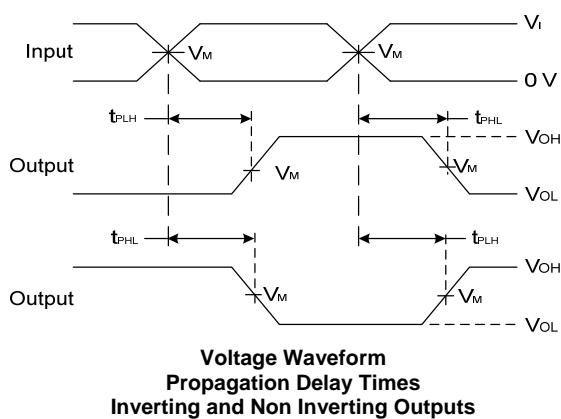 Vi
Input
VM
VM
0 V
tPLH
tPHL
VOH
Output
VM
VM
VOL
tPHL
tPLH
VOH
Output
VM
VM
VOL
Voltage Waveform
Propagation Delay Times
Inverting and Non Inverting Outputs